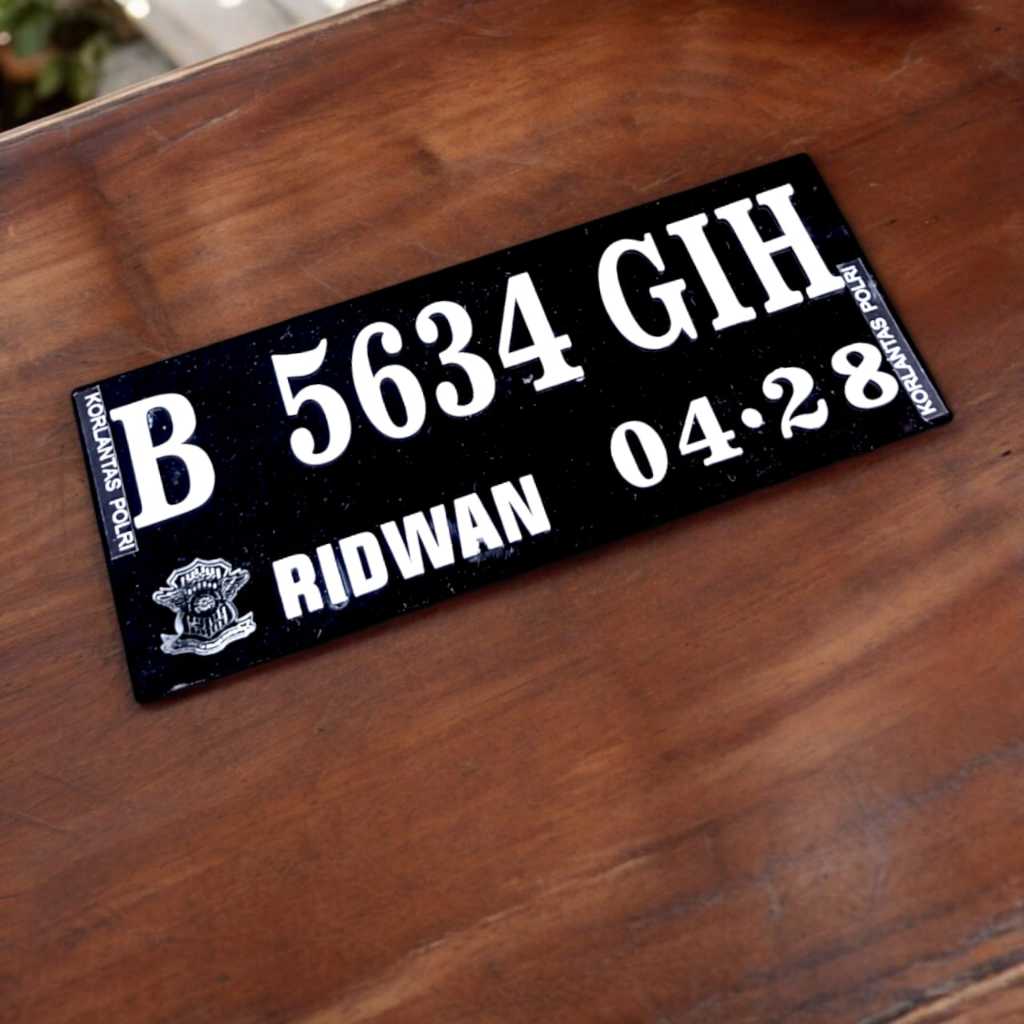 B 5634 GIH
KORLANTAS POLRI
KORLANTAS POLRI
RIDWAN 04·28